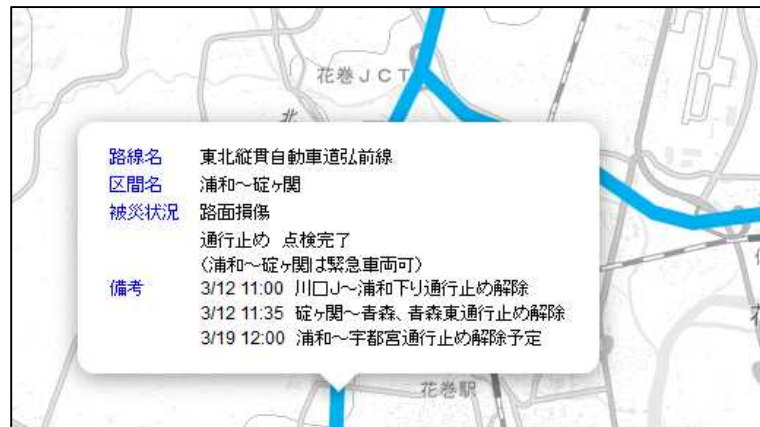 花巻JCT
北
路線名 東北縦貫自動車道弘前線
区間名 浦和～碇ヶ関
被災状況 路面損傷
通行止め 点検完了
(浦和～碇ヶ関は緊急車両可)
備考 3/12 11:00 川口J～浦和下り通行止め解除
3/12 11:35 碇ヶ関～青森、青森東通行止め解除
3/19 12:00 浦和～宇都宮通行止め解除予定
花巻駅
花